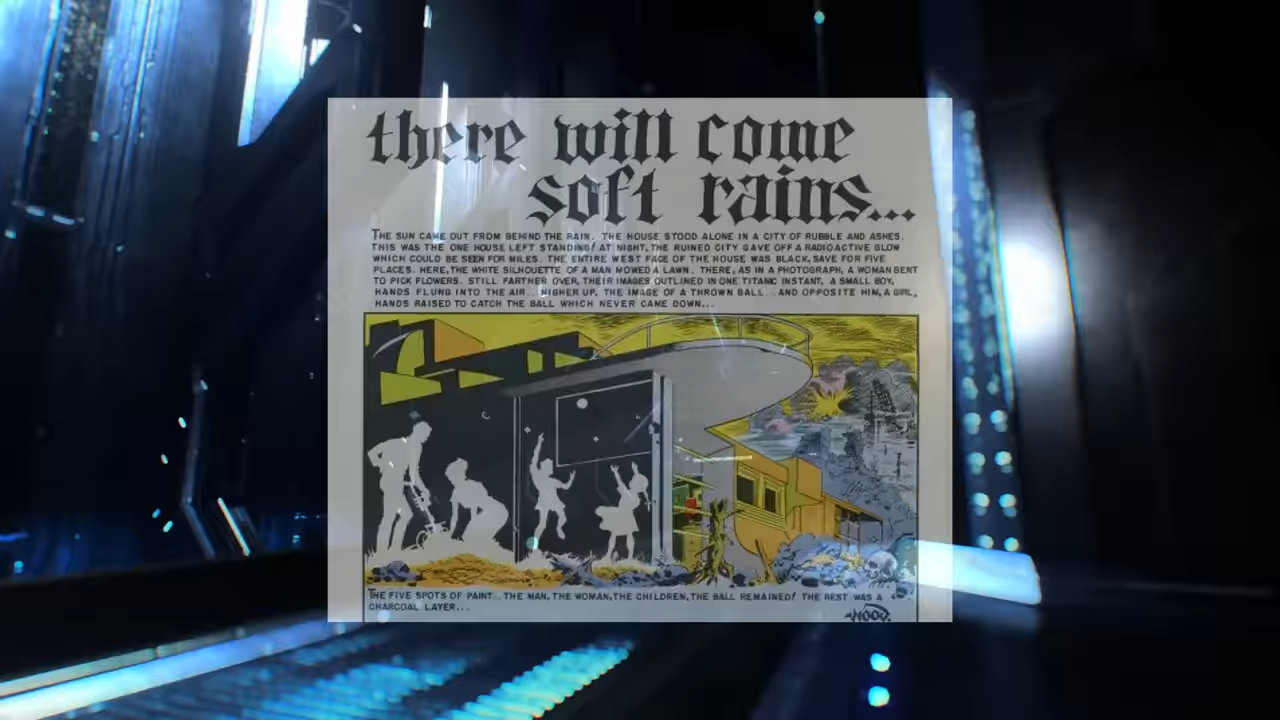 there will come
soft rains...
THE SUN CAME OUT FROM BEHIND THE RAIN. THE HOUSE STOOD ALONE IN A CITY OF RUBBLE AND ASHES.
THIS WAS THE ONE HOUSE LEFT STANDING! AT NIGHT, THE RUINED CITY GAVE OFF A RADIOACTIVE GLOW
WHICH COULD BE SEEN FOR MILES. THE ENTIRE WEST FACE OF THE HOUSE WAS BLACK, SAVE FOR FIVE
PLACES. HERE, THE WHITE SILHOUETTE OF A MAN MOWED A LAWN. THERE, AS IN A PHOTOGRAPH, A WOMAN BENT
TO PICK FLOWERS. STILL FARTHER OVER, THEIR IMAGES OUTLINED IN ONE TITANIC INSTANT, A SMALL BOY,
HANDS FLUNG INTO THE AIR... HIGHER UP, THE IMAGE OF A THROWN BALL... AND OPPOSITE HIM, A GIRL,
HANDS RAISED TO CATCH THE BALL WHICH NEVER CAME DOWN...
THE FIVE SPOTS OF PAINT... THE MAN, THE WOMAN, THE CHILDREN, THE BALL REMAINED! THE REST WAS A
CHARCOAL LAYER...
WOOD.